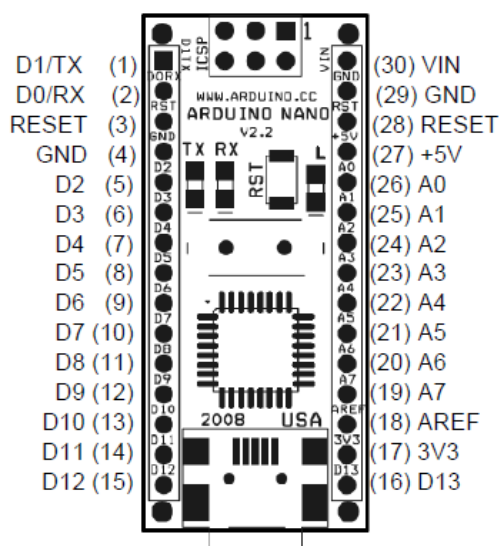 D1/TX (1)
D0/RX (2)
RESET (3)
GND (4)
D2 (5)
D3 (6)
D4 (7)
D5 (8)
D6 (9)
D7 (10)
D8 (11)
D9 (12)
D10 (13)
D11 (14)
D12 (15)
D1TX
ICSP
1
VIN
D0RX
RST
GND
D2
D3
D4
D5
D6
D7
D8
D9
D10
D11
D12
WWW.ARDUINO.CC
ARDUINO NANO
V2.2
TX RX
RST
L
2008 USA
GND
RST
+5V
A0
A1
A2
A3
A4
A5
A6
A7
AREF
3V3
D13
(30) VIN
(29) GND
(28) RESET
(27) +5V
(26) A0
(25) A1
(24) A2
(23) A3
(22) A4
(21) A5
(20) A6
(19) A7
(18) AREF
(17) 3V3
(16) D13